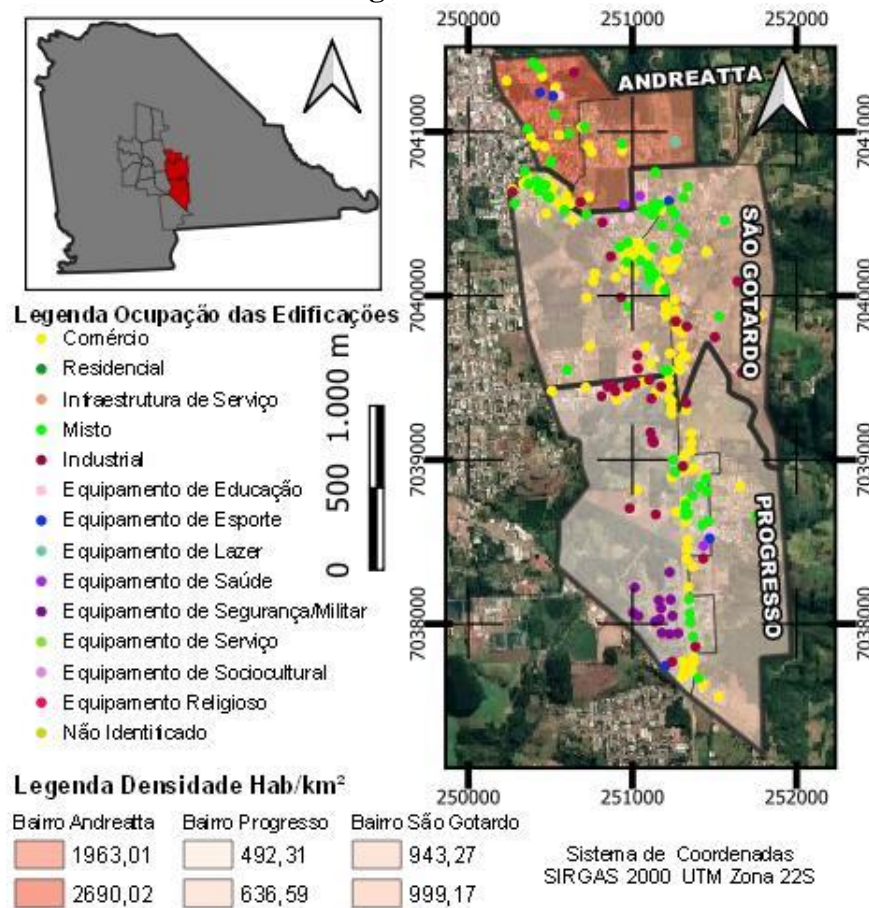 250000 251000 252000
ANDREATTA
7041000 7041000
SÃO GOTARDO
7040000 7040000
Legenda Ocupação das Edificações
Comércio
Residencial
Infraestrutura de Serviço
Misto
Industrial
Equipamento de Educação
Equipamento de Esporte
Equipamento de Lazer
Equipamento de Saúde
Equipamento de Segurança/Militar
Equipamento de Serviço
Equipamento de Sociocultural
Equipamento Religioso
Não Identificado
0 500 1.000 m
7039000 7039000
PROGRESSO
7038000 7038000
250000 251000 252000
Legenda Densidade Hab/km²
Bairro Andreatta Bairro Progresso Bairro São Gotardo
1963,01 492,31 943,27
2690,02 636,59 999,17
Sistema de Coordenadas
SIRGAS 2000 UTM Zona 22S